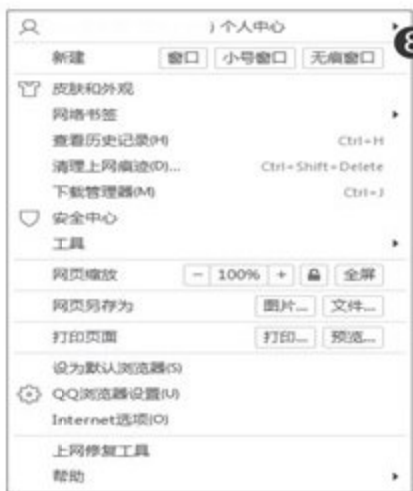 ) 个人中心
8
新建 窗口 小号窗口 无痕窗口
皮肤和外观
网络书签
查看历史记录(H) Ctrl+H
清理上网痕迹(D)... Ctrl+Shift+Delete
下载管理器(M) Ctrl+J
安全中心
工具
网页缩放 － 100% + 全屏
网页另存为 图片... 文件...
打印页面 打印... 预览...
设为默认浏览器(S)
QQ浏览器设置(U)
Internet选项(O)
上网修复工具
帮助